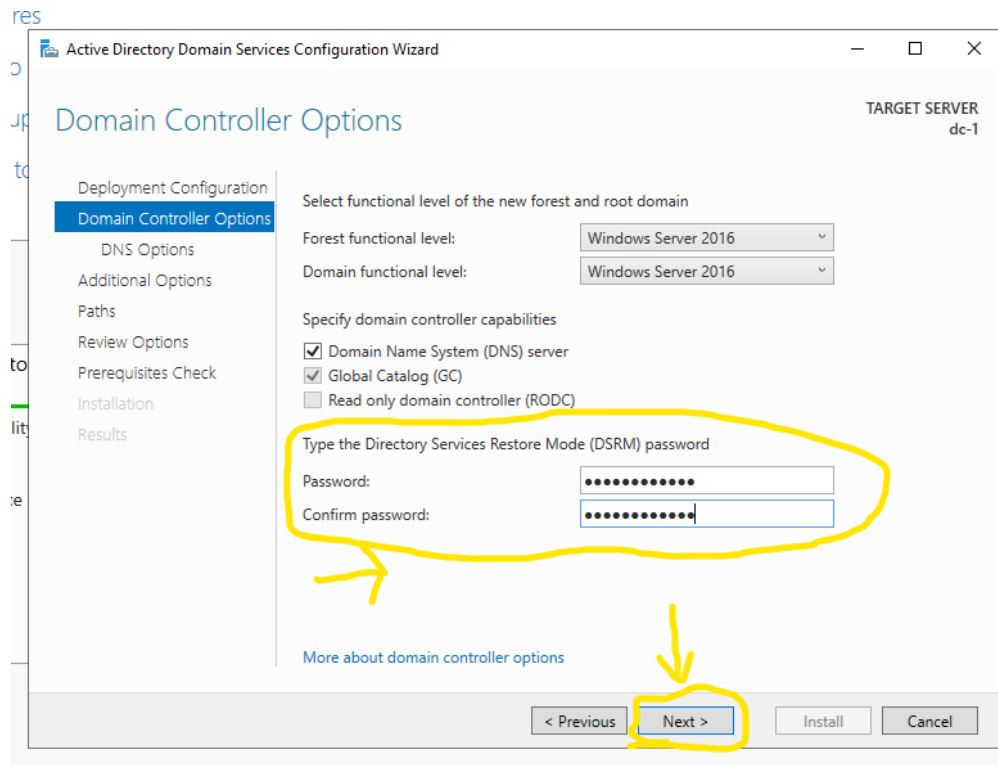 res
Active Directory Domain Services Configuration Wizard
Domain Controller Options
TARGET SERVER
dc-1
Deployment Configuration
Domain Controller Options
DNS Options
Additional Options
Paths
Review Options
Prerequisites Check
Installation
Results
Select functional level of the new forest and root domain
Forest functional level: Windows Server 2016
Domain functional level: Windows Server 2016
Specify domain controller capabilities
Domain Name System (DNS) server
Global Catalog (GC)
Read only domain controller (RODC)
Type the Directory Services Restore Mode (DSRM) password
Password: ••••••••••••
Confirm password: ••••••••••••
More about domain controller options
< Previous Next > Install Cancel